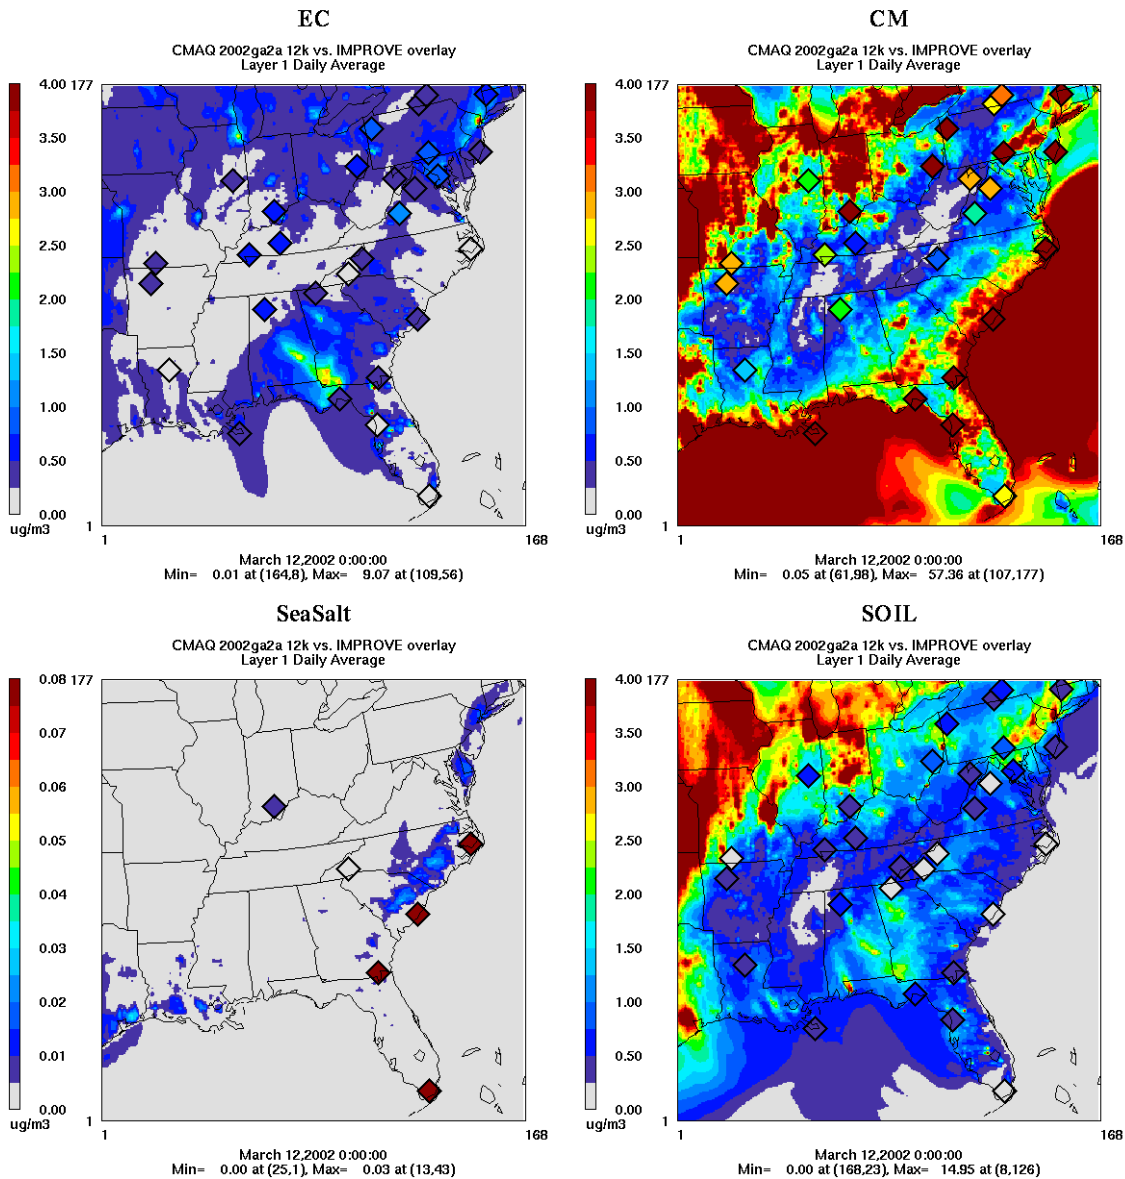 EC
CMAQ 2002ga2a 12k vs. IMPROVE overlay
Layer 1 Daily Average
4.00 177
3.50
3.00
2.50
2.00
1.50
1.00
0.50
0.00
ug/m3
1
1 168
March 12,2002 0:00:00
Min= 0.01 at (164,8), Max= 9.07 at (109,56)
CM
CMAQ 2002ga2a 12k vs. IMPROVE overlay
Layer 1 Daily Average
4.00 177
3.50
3.00
2.50
2.00
1.50
1.00
0.50
0.00
ug/m3
1
1 168
March 12,2002 0:00:00
Min= 0.05 at (61,98), Max= 57.36 at (107,177)
SeaSalt
CMAQ 2002ga2a 12k vs. IMPROVE overlay
Layer 1 Daily Average
0.08 177
0.07
0.06
0.05
0.04
0.03
0.02
0.01
0.00
ug/m3
1
1 168
March 12,2002 0:00:00
Min= 0.00 at (25,1), Max= 0.03 at (13,43)
SOIL
CMAQ 2002ga2a 12k vs. IMPROVE overlay
Layer 1 Daily Average
4.00 177
3.50
3.00
2.50
2.00
1.50
1.00
0.50
0.00
ug/m3
1
1 168
March 12,2002 0:00:00
Min= 0.00 at (168,23), Max= 14.95 at (8,126)